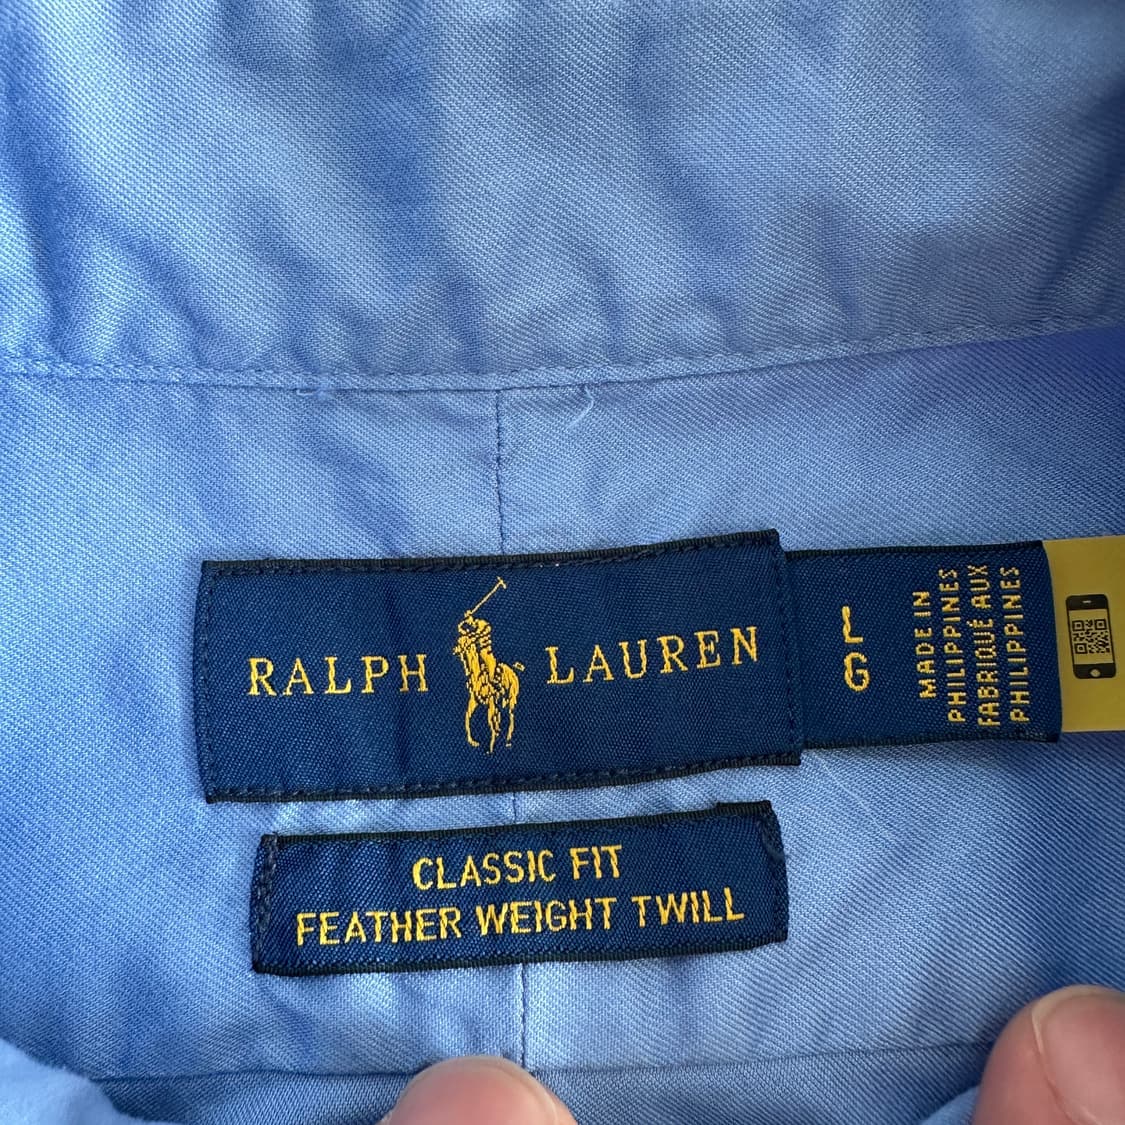 RALPH LAUREN
L
G
MADE IN
PHILIPPINES
FABRIQUÉ AUX
PHILIPPINES
CLASSIC FIT
FEATHER WEIGHT TWILL